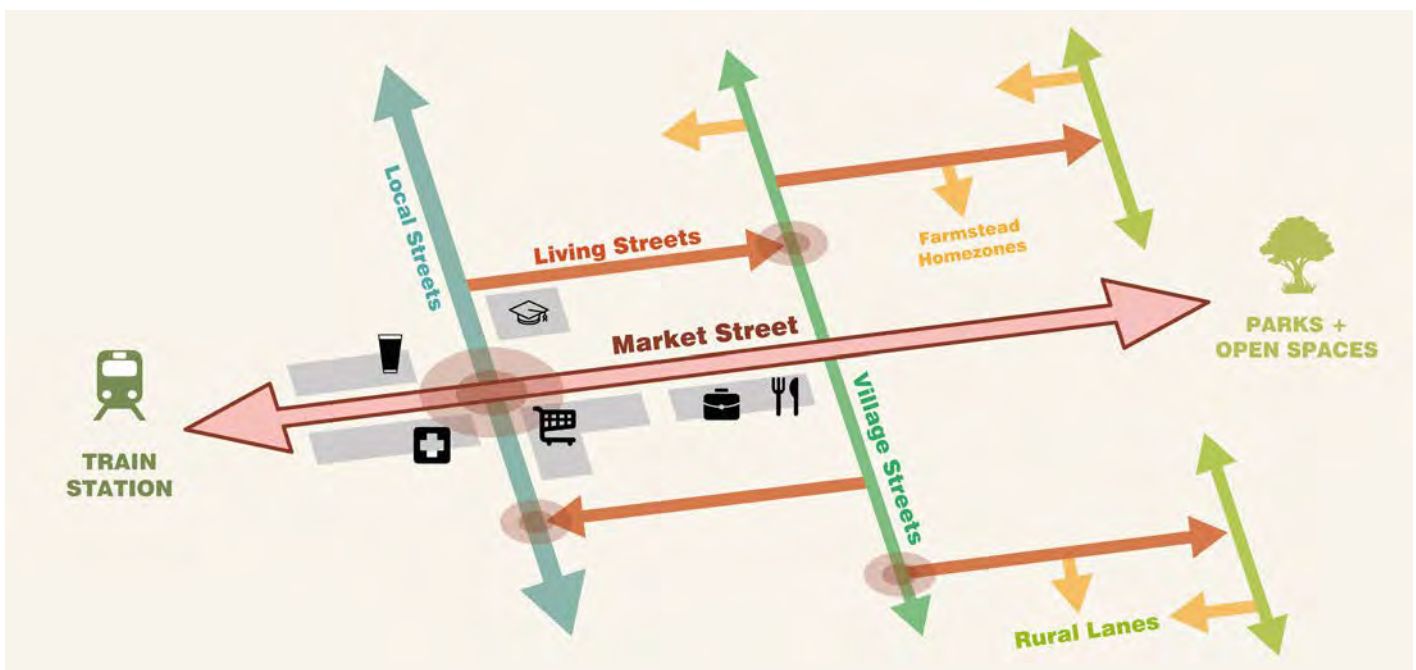 Local Streets
Living Streets
Farmstead
Homezones
Market Street
PARKS +
OPEN SPACES
TRAIN
STATION
Village Streets
Rural Lanes